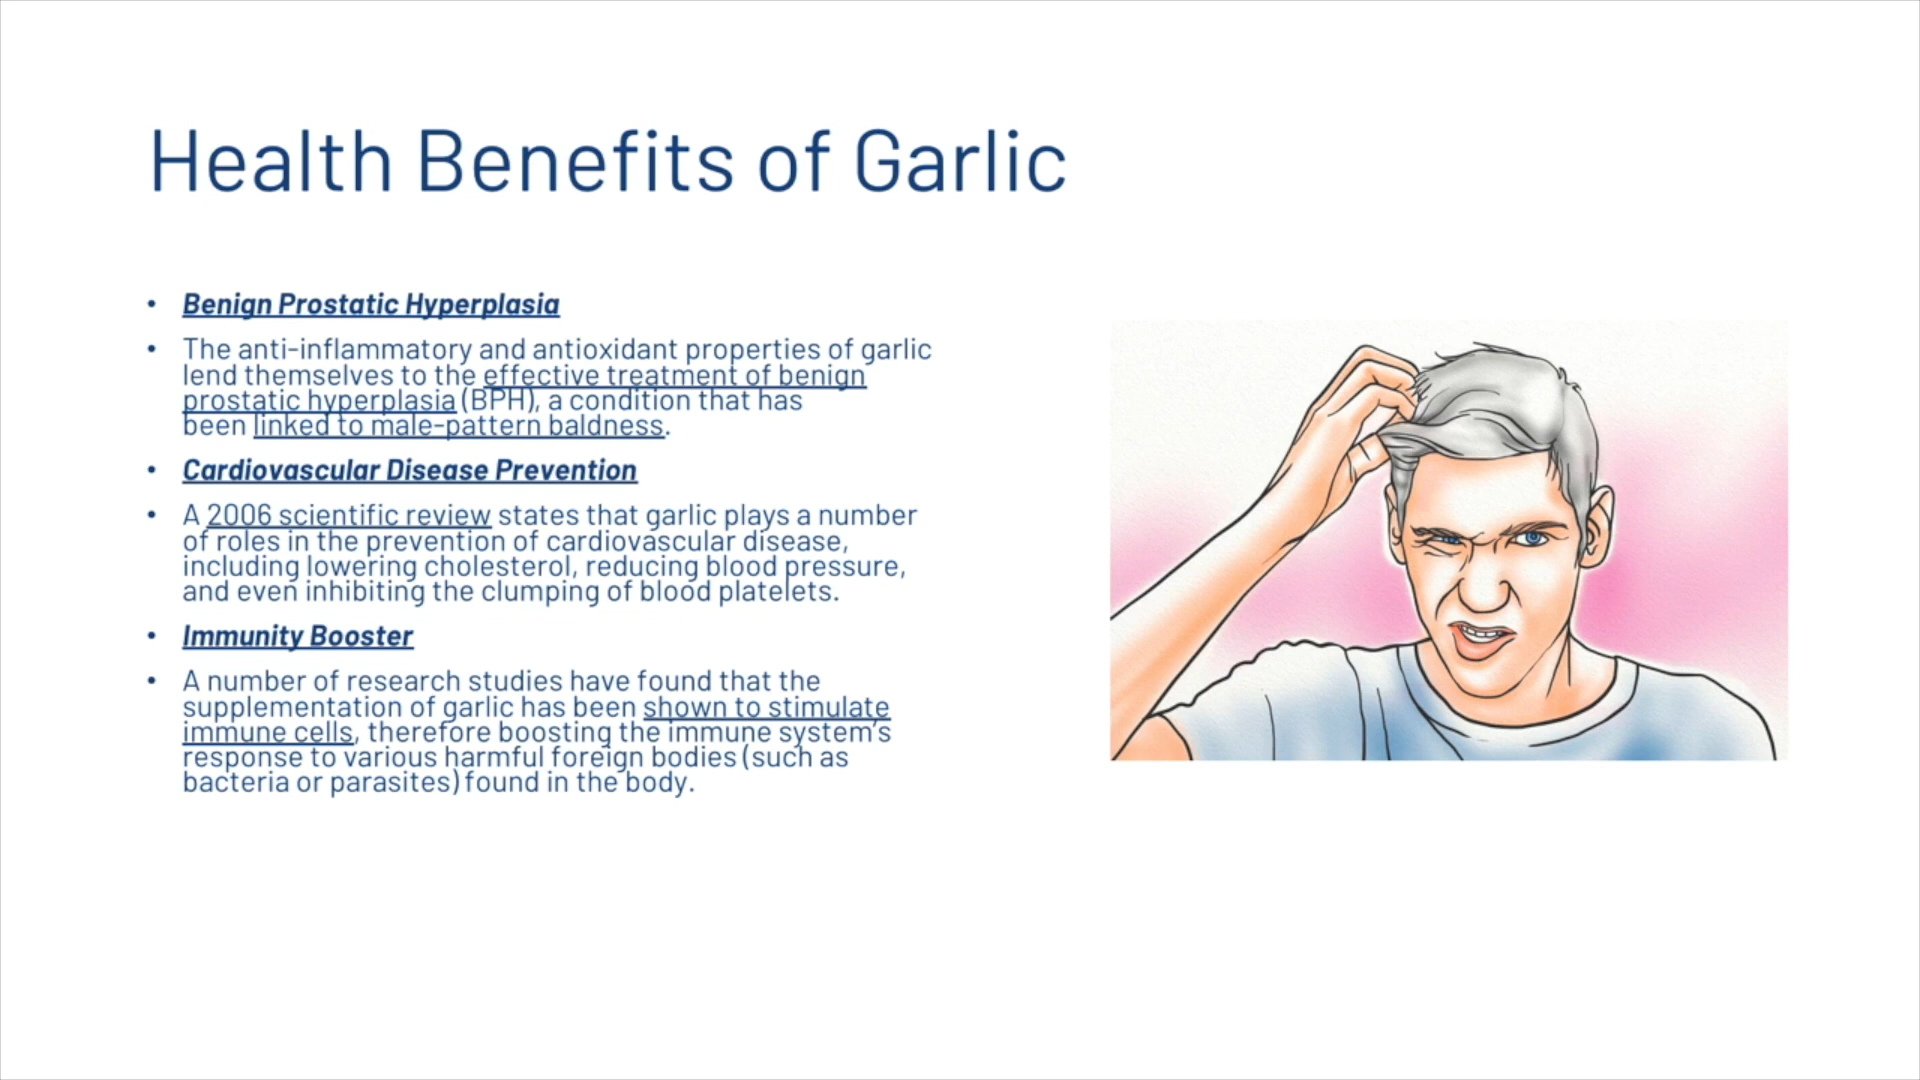 Health Benefits of Garlic
• Benign Prostatic Hyperplasia
• The anti-inflammatory and antioxidant properties of garlic
lend themselves to the effective treatment of benign
prostatic hyperplasia (BPH), a condition that has
been linked to male-pattern baldness.
• Cardiovascular Disease Prevention
• A 2006 scientific review states that garlic plays a number
of roles in the prevention of cardiovascular disease,
including lowering cholesterol, reducing blood pressure,
and even inhibiting the clumping of blood platelets.
• Immunity Booster
• A number of research studies have found that the
supplementation of garlic has been shown to stimulate
immune cells, therefore boosting the immune system's
response to various harmful foreign bodies (such as
bacteria or parasites) found in the body.